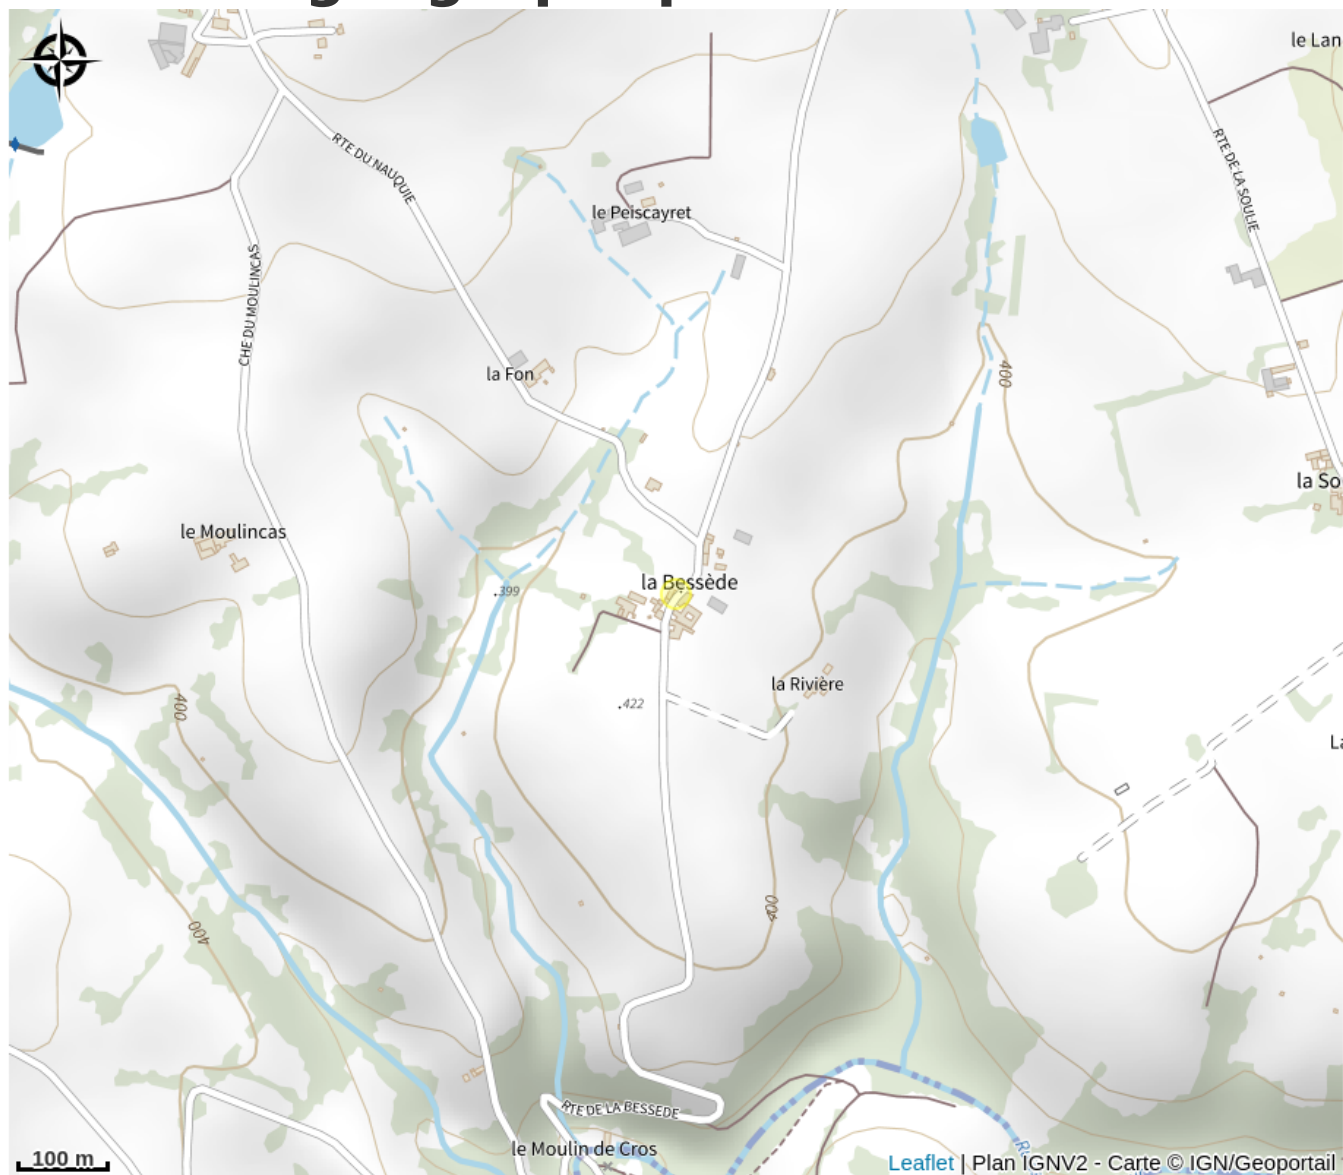 le Lan
RTE DU NAUQUIE
RTE DE LA SOULIE
le Peiscayret
CHE DU MOULINCAS
la Fon
400
la So
le Moulincas
la Bessède
.399
la Rivière
400
.422
La
400
400
RTE DE LA BESSEDE
le Moulin de Cros
100 m
Leaflet | Plan IGNV2 - Carte © IGN/Geoportail